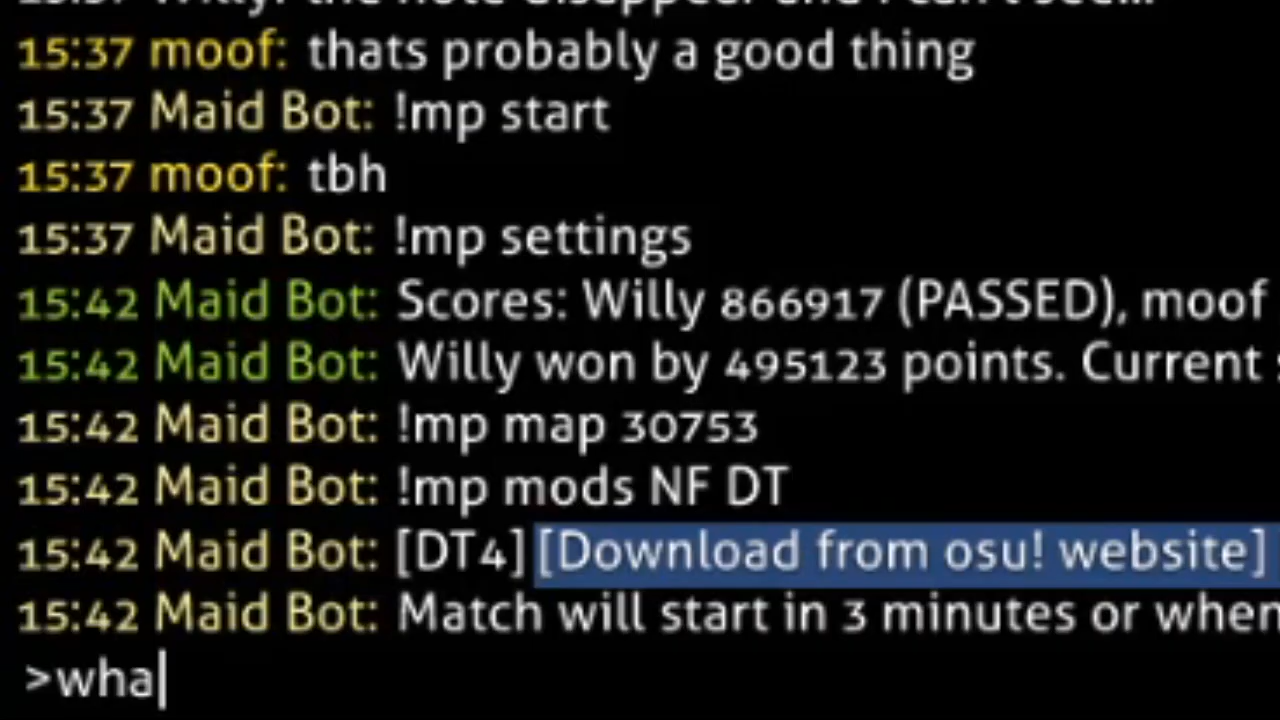 15:37 moof: thats probably a good thing
15:37 Maid Bot: !mp start
15:37 moof: tbh
15:37 Maid Bot: !mp settings
15:42 Maid Bot: Scores: Willy 866917 (PASSED), moof
15:42 Maid Bot: Willy won by 495123 points. Current
15:42 Maid Bot: !mp map 30753
15:42 Maid Bot: !mp mods NF DT
15:42 Maid Bot: [DT4] [Download from osu! website]
15:42 Maid Bot: Match will start in 3 minutes or when
>wha